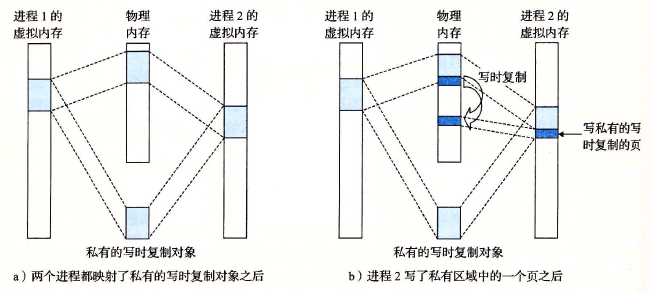 进程 1 的
虚拟内存
物理
内存
进程 2 的
虚拟内存
私有的写时复制对象
a）两个进程都映射了私有的写时复制对象之后
进程 1 的
虚拟内存
物理
内存
进程 2 的
虚拟内存
写时复制
写私有的写
时复制的页
私有的写时复制对象
b）进程 2 写了私有区域中的一个页之后